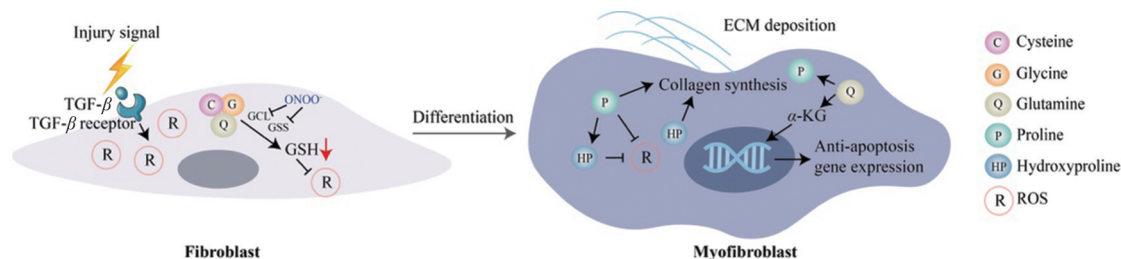 Injury signal
TGF-β
TGF-β receptor
R
R
R
C
G
Q
GCL
ONOO⁻
GSS
GSH
R
Fibroblast
Differentiation
ECM deposition
Collagen synthesis
P
HP
R
HP
P
Q
α-KG
Anti-apoptosis
gene expression
Myofibroblast
C Cysteine
G Glycine
Q Glutamine
P Proline
HP Hydroxyproline
R ROS